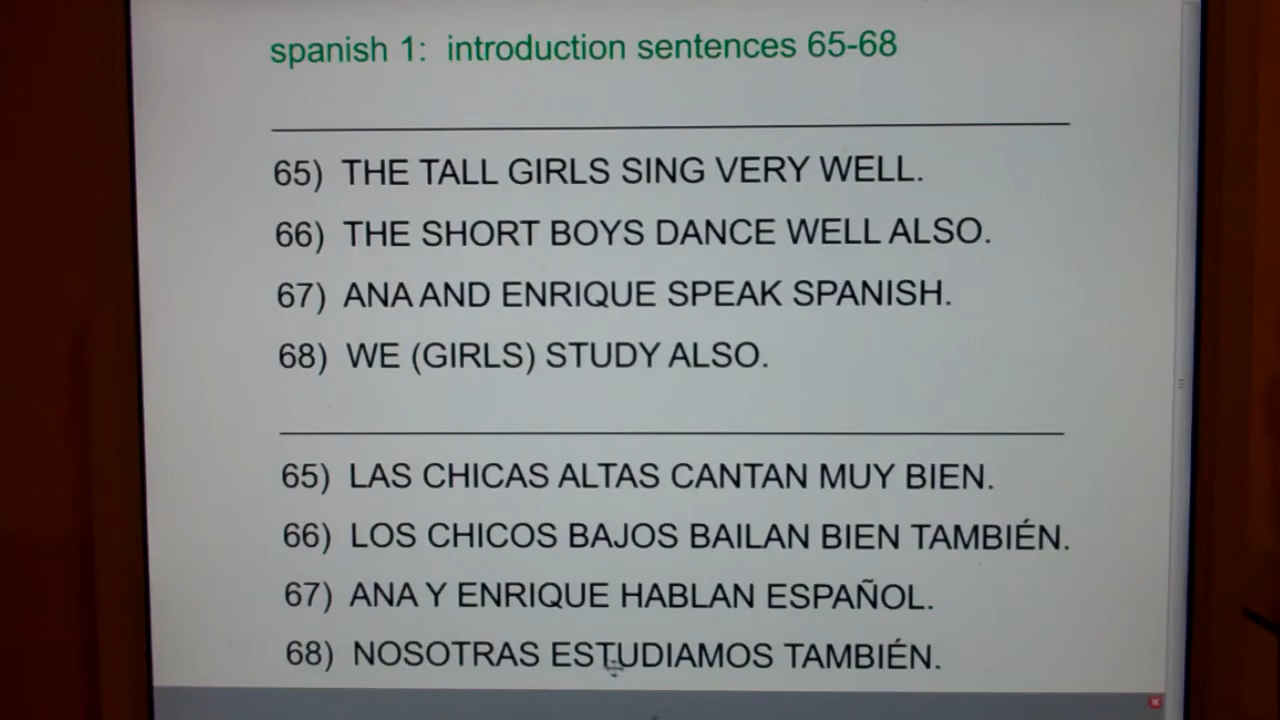 spanish 1: introduction sentences 65-68
65) THE TALL GIRLS SING VERY WELL.
66) THE SHORT BOYS DANCE WELL ALSO.
67) ANA AND ENRIQUE SPEAK SPANISH.
68) WE (GIRLS) STUDY ALSO.
65) LAS CHICAS ALTAS CANTAN MUY BIEN.
66) LOS CHICOS BAJOS BAILAN BIEN TAMBIÉN.
67) ANA Y ENRIQUE HABLAN ESPAÑOL.
68) NOSOTRAS ESTUDIAMOS TAMBIÉN.